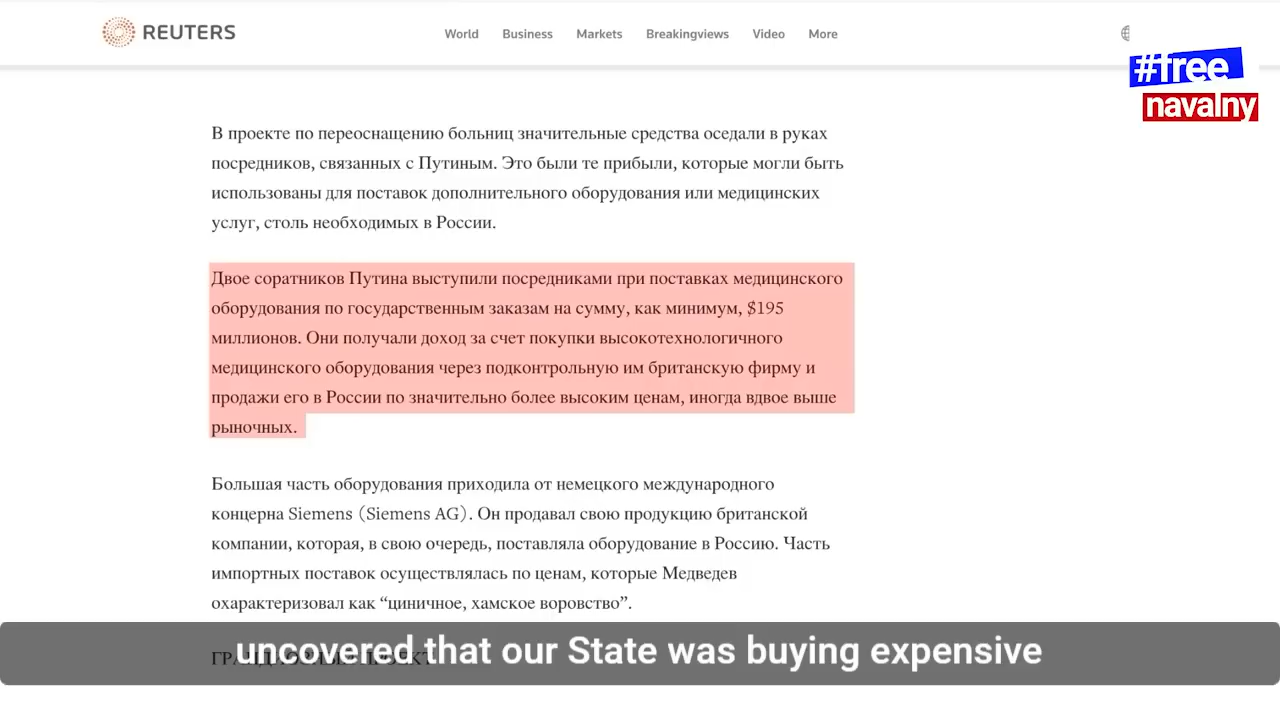 REUTERS
World Business Markets Breakingviews Video More
#free
navalny
В проекте по переоснащению больниц значительные средства оседали в руках
посредников, связанных с Путиным. Это были те прибыли, которые могли быть
использованы для поставок дополнительного оборудования или медицинских
услуг, столь необходимых в России.
Двое соратников Путина выступили посредниками при поставках медицинского
оборудования по государственным заказам на сумму, как минимум, $195
миллионов. Они получали доход за счет покупки высокотехнологичного
медицинского оборудования через подконтрольную им британскую фирму и
продажи его в России по значительно более высоким ценам, иногда вдвое выше
рыночных.
Большая часть оборудования приходила от немецкого международного
концерна Siemens (Siemens AG). Он продавал свою продукцию британской
компании, которая, в свою очередь, поставляла оборудование в Россию. Часть
импортных поставок осуществлялась по ценам, которые Медведев
охарактеризовал как “циничное, хамское воровство”.
uncovered that our State was buying expensive